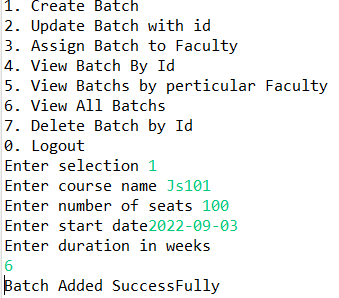 1. Create Batch
2. Update Batch with id
3. Assign Batch to Faculty
4. View Batch By Id
5. View Batchs by perticular Faculty
6. View All Batchs
7. Delete Batch by Id
0. Logout
Enter selection 1
Enter course name Js101
Enter number of seats 100
Enter start date2022-09-03
Enter duration in weeks
6
Batch Added SuccessFully